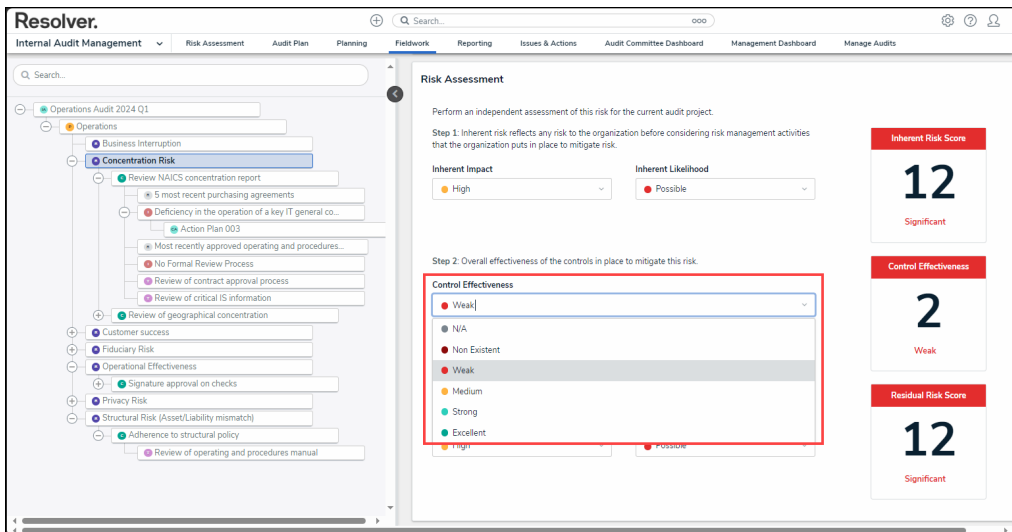 Resolver.
Search...
ooo
Internal Audit Management
Risk Assessment
Audit Plan
Planning
Fieldwork
Reporting
Issues & Actions
Audit Committee Dashboard
Management Dashboard
Manage Audits
Search...
Operations Audit 2024 Q1
Operations
Business Interruption
Concentration Risk
Review NAICS concentration report
5 most recent purchasing agreements
Deficiency in the operation of a key IT general co...
Action Plan 003
Most recently approved operating and procedures...
No Formal Review Process
Review of contract approval process
Review of critical IS information
Review of geographical concentration
Customer success
Fiduciary Risk
Operational Effectiveness
Signature approval on checks
Privacy Risk
Structural Risk (Asset/Liability mismatch)
Adherence to structural policy
Review of operating and procedures manual
Risk Assessment
Perform an independent assessment of this risk for the current audit project.
Step 1: Inherent risk reflects any risk to the organization before considering risk management activities
that the organization puts in place to mitigate risk.
Inherent Impact
Inherent Likelihood
High
Possible
Step 2: Overall effectiveness of the controls in place to mitigate this risk.
Control Effectiveness
Weak
N/A
Non Existent
Weak
Medium
Strong
Excellent
High
Possible
Inherent Risk Score
12
Significant
Control Effectiveness
2
Weak
Residual Risk Score
12
Significant